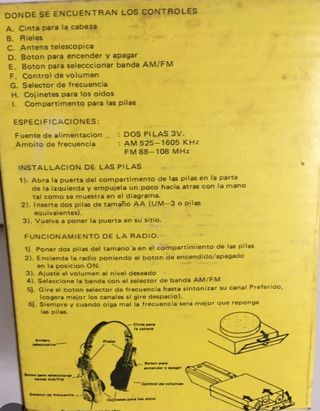 DONDE SE ENCUENTRAN LOS CONTROLES
A. Cinta para la cabeza
B. Rieles
C. Antena telescopica
D. Boton para encender y apagar
E. Boton para selecccionar banda AM/FM
F. Control de volumen
G. Selector de frecuencia
H. Cojinetes para los oidos
I. Compartimento para las pilas
ESPECIFICACIONES:
Fuente de alimentacion : DOS PILAS 3V.
Ambito de frecuencia : AM 525-1605 KHz
FM 88-108 MHz
INSTALLACION DE LAS PILAS
1). Abra la puerta del compartimento de las pilas en la parte
de la izquierda y empujela un poco hacia atras con la mano
tal como se muestra en el diagrama.
2). Inserte dos pilas de tamaño AA (UM-3 o pilas
equivalentes).
3). Vuelva a poner la puerta en su sitio.
FUNCIONAMIENTO DE LA RADIO.
1). Poner dos pilas del tamano'a en el compartimento de las pilas
2). Encienda la radio poniendo el boton de encendido/apagado
en la posicion ON.
3). Ajuste el volumen al nivel deseado
4). Seleccione la banda con el selector de banda AM/FM
5). Gire el boton selector de frecuencia hasta sintonizar su canal Preferido,
(cogera mejor los canales si gire despacio).
6). Siempre y cuando oiga mal la frecuencia sera mejor que reponga
las pilas.
Cinta para
la cabeza
Antena
telescopica
Rieles
Boton para
encender y apagar
Boton para selecccionar
banda AM/FM
Control de volumen
Selector de frecuencia
Cojinetes para los oidos